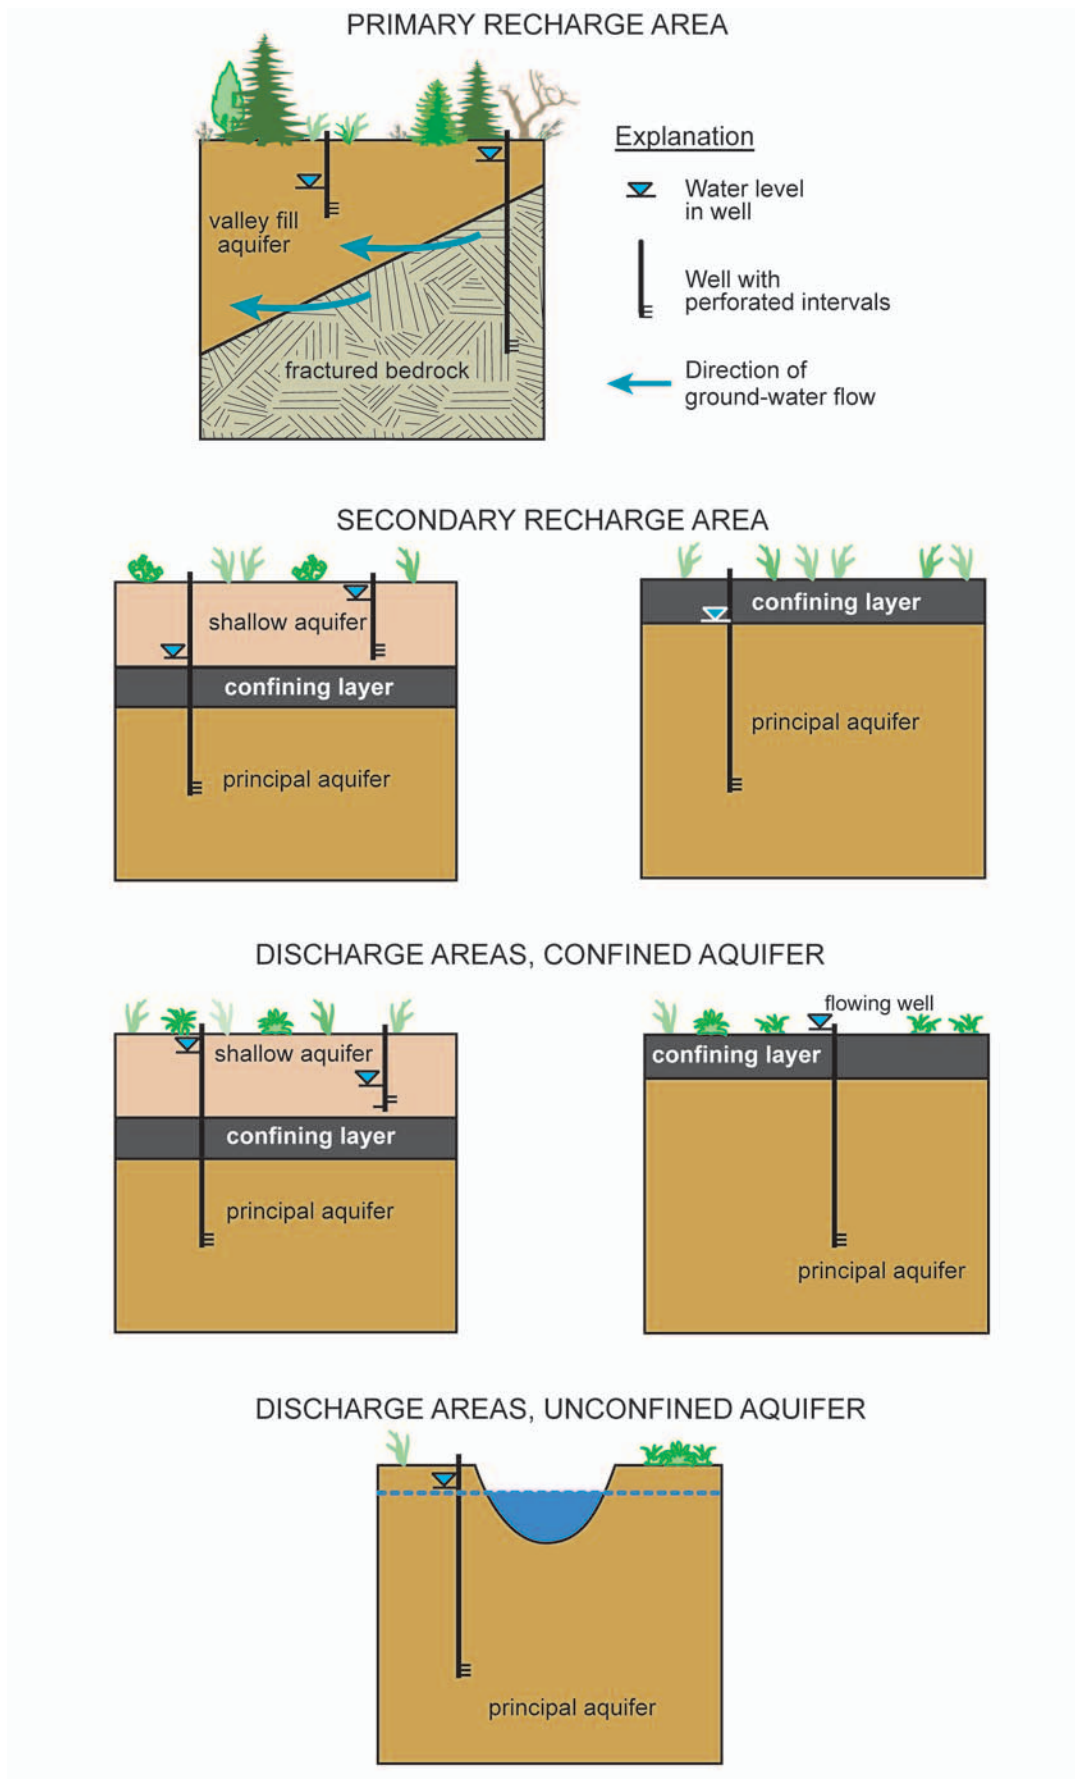 PRIMARY RECHARGE AREA
Explanation
Water level
in well
valley fill
aquifer
Well with
perforated intervals
fractured bedrock
Direction of
ground-water flow
SECONDARY RECHARGE AREA
shallow aquifer
confining layer
principal aquifer
confining layer
principal aquifer
DISCHARGE AREAS, CONFINED AQUIFER
shallow aquifer
confining layer
principal aquifer
flowing well
confining layer
principal aquifer
DISCHARGE AREAS, UNCONFINED AQUIFER
principal aquifer